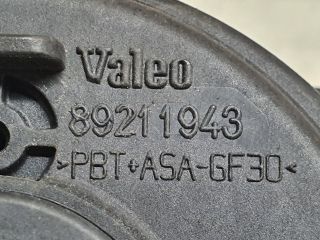 Valeo
89211943
>PBT+ASA-GF30<